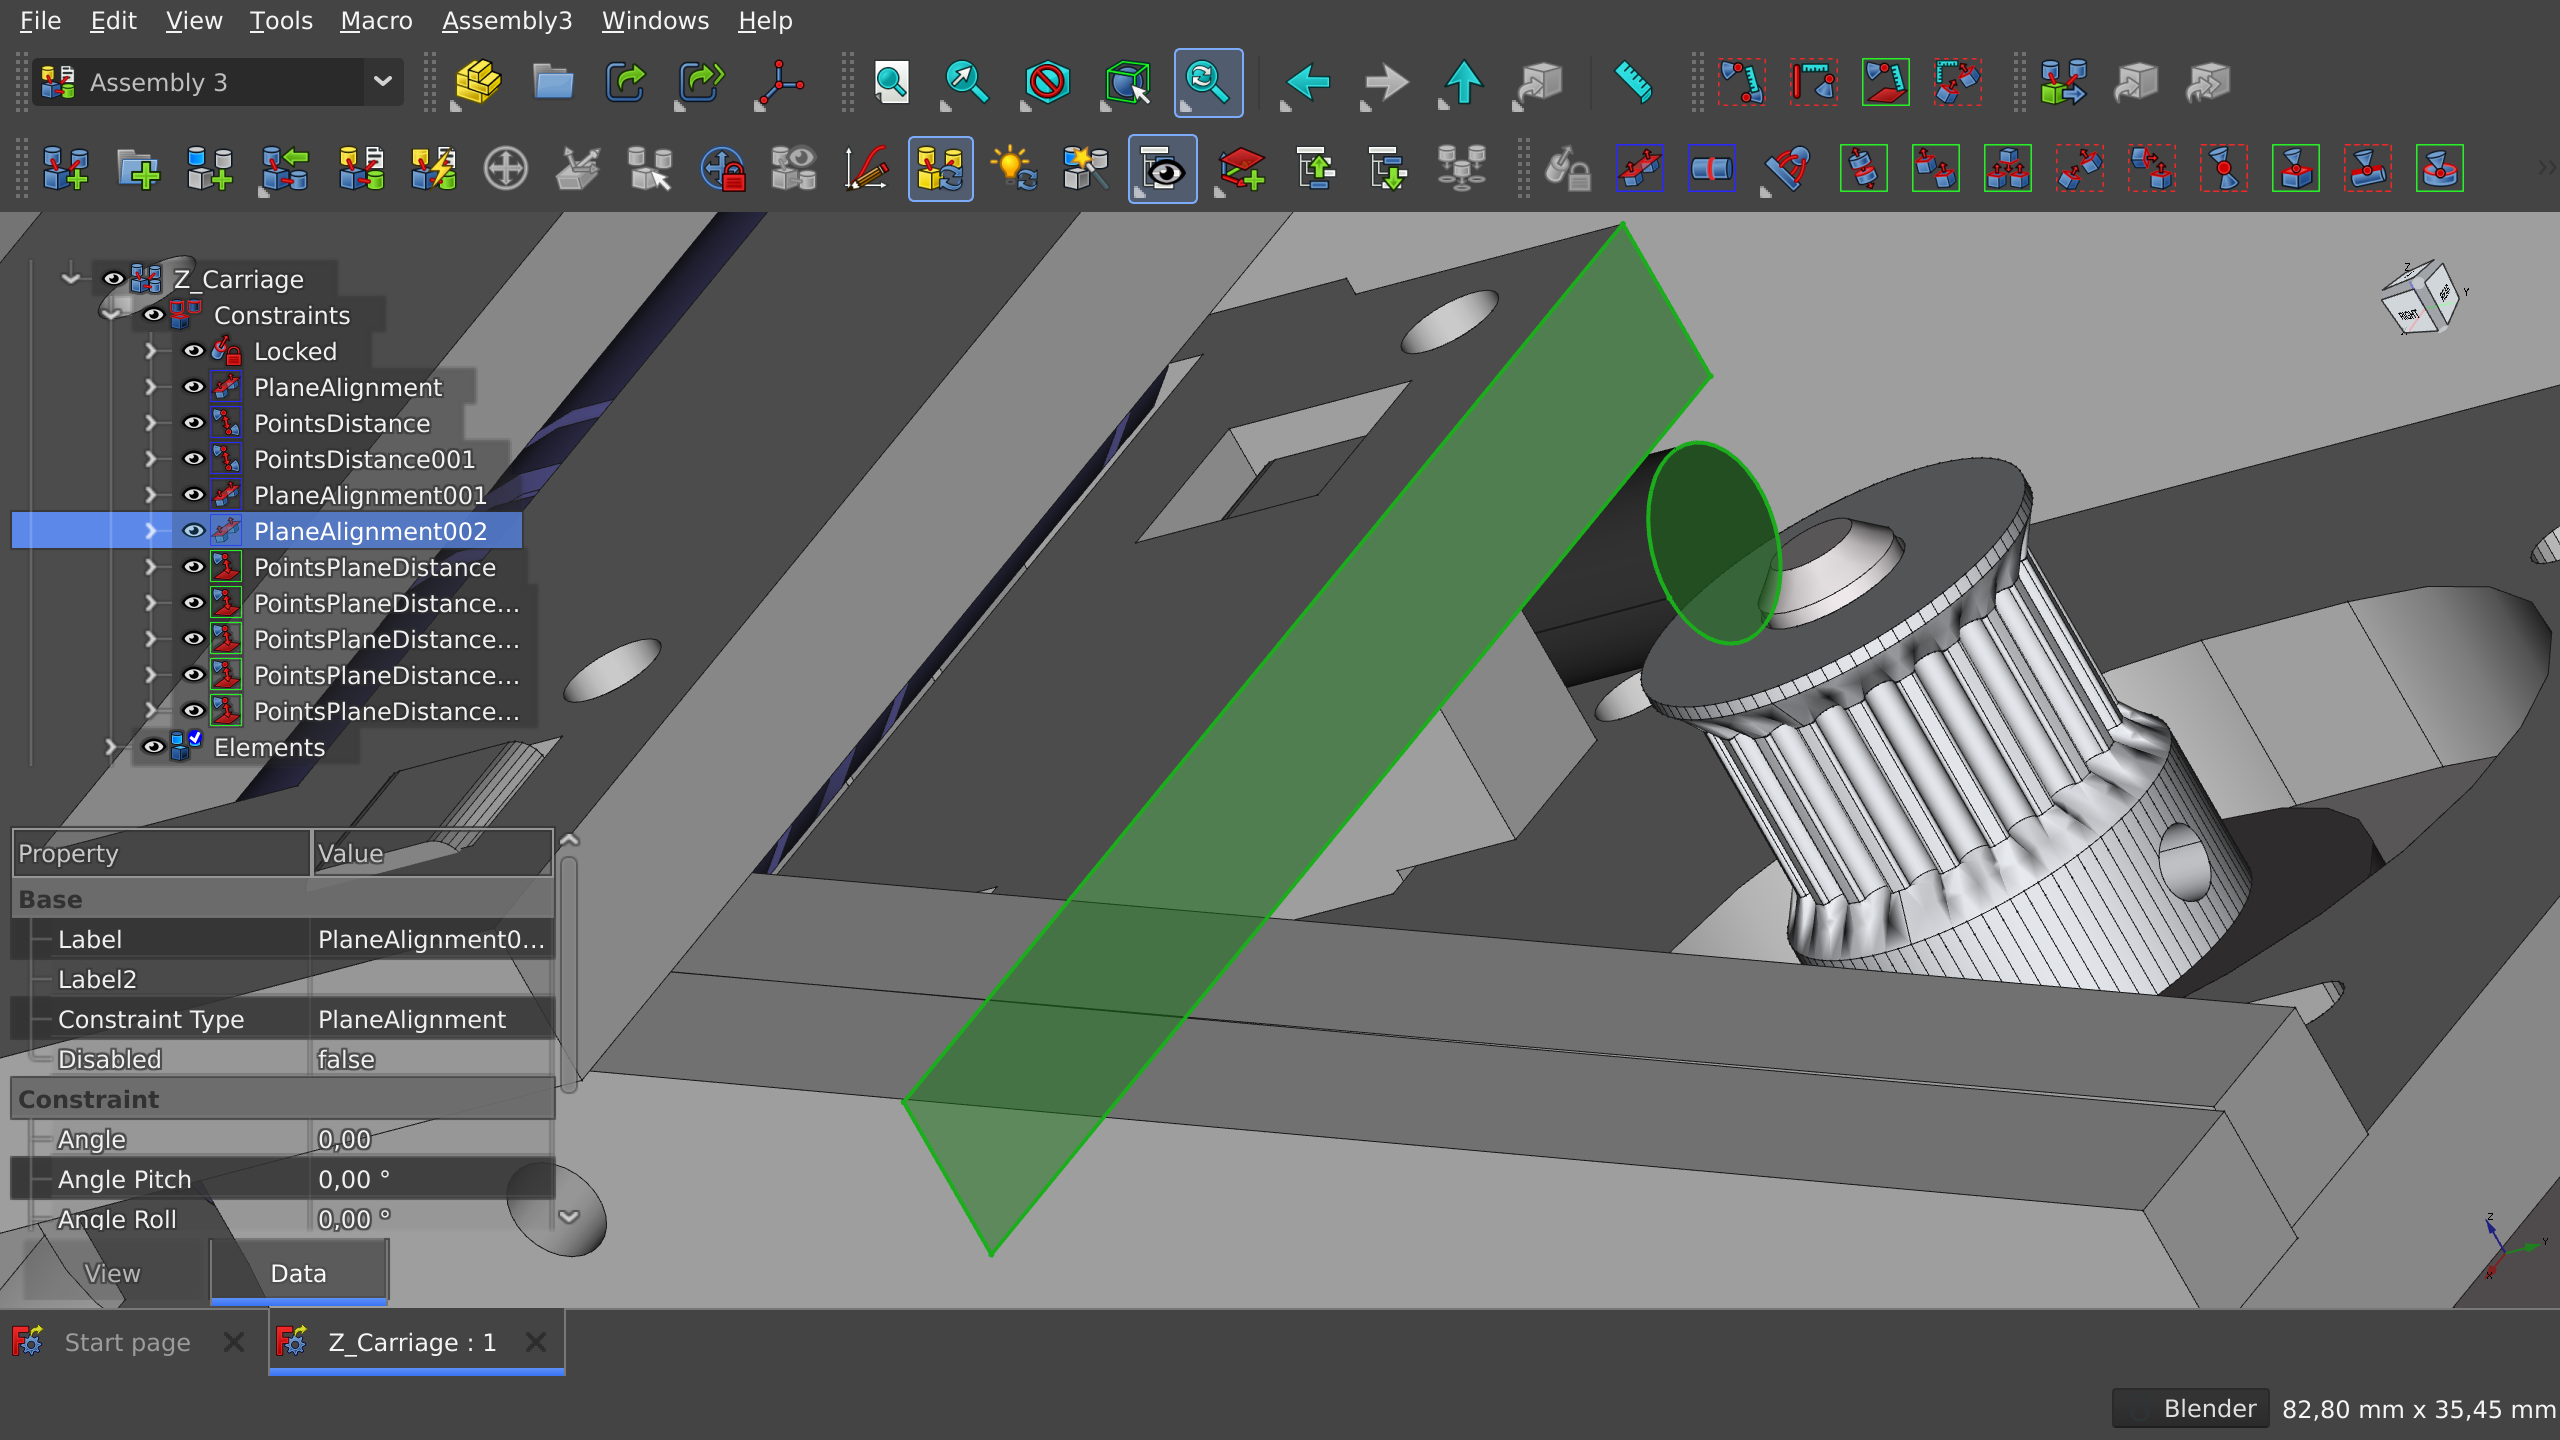 File Edit View Tools Macro Assembly3 Windows Help
Assembly 3
Z_Carriage
Constraints
Locked
PlaneAlignment
PointsDistance
PointsDistance001
PlaneAlignment001
PlaneAlignment002
PointsPlaneDistance
PointsPlaneDistance...
PointsPlaneDistance...
PointsPlaneDistance...
PointsPlaneDistance...
Elements
Z
Y
RIGHT
REAR
Property Value
Base
Label PlaneAlignment0...
Label2
Constraint Type PlaneAlignment
Disabled false
Constraint
Angle 0,00
Angle Pitch 0,00 °
Angle Roll 0,00 °
View Data
Z
Y
X
Start page Z_Carriage : 1
Blender 82,80 mm x 35,45 mm